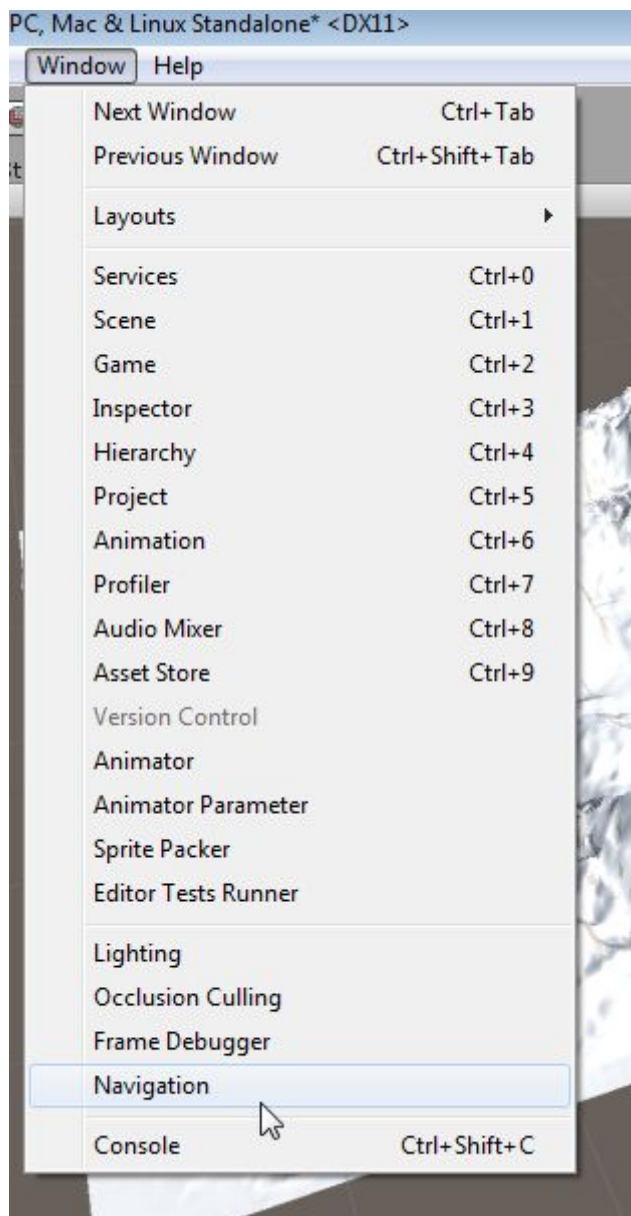 PC, Mac & Linux Standalone* <DX11>
Window Help
Next Window Ctrl+Tab
Previous Window Ctrl+Shift+Tab
Layouts
Services Ctrl+0
Scene Ctrl+1
Game Ctrl+2
Inspector Ctrl+3
Hierarchy Ctrl+4
Project Ctrl+5
Animation Ctrl+6
Profiler Ctrl+7
Audio Mixer Ctrl+8
Asset Store Ctrl+9
Version Control
Animator
Animator Parameter
Sprite Packer
Editor Tests Runner
Lighting
Occlusion Culling
Frame Debugger
Navigation
Console Ctrl+Shift+C